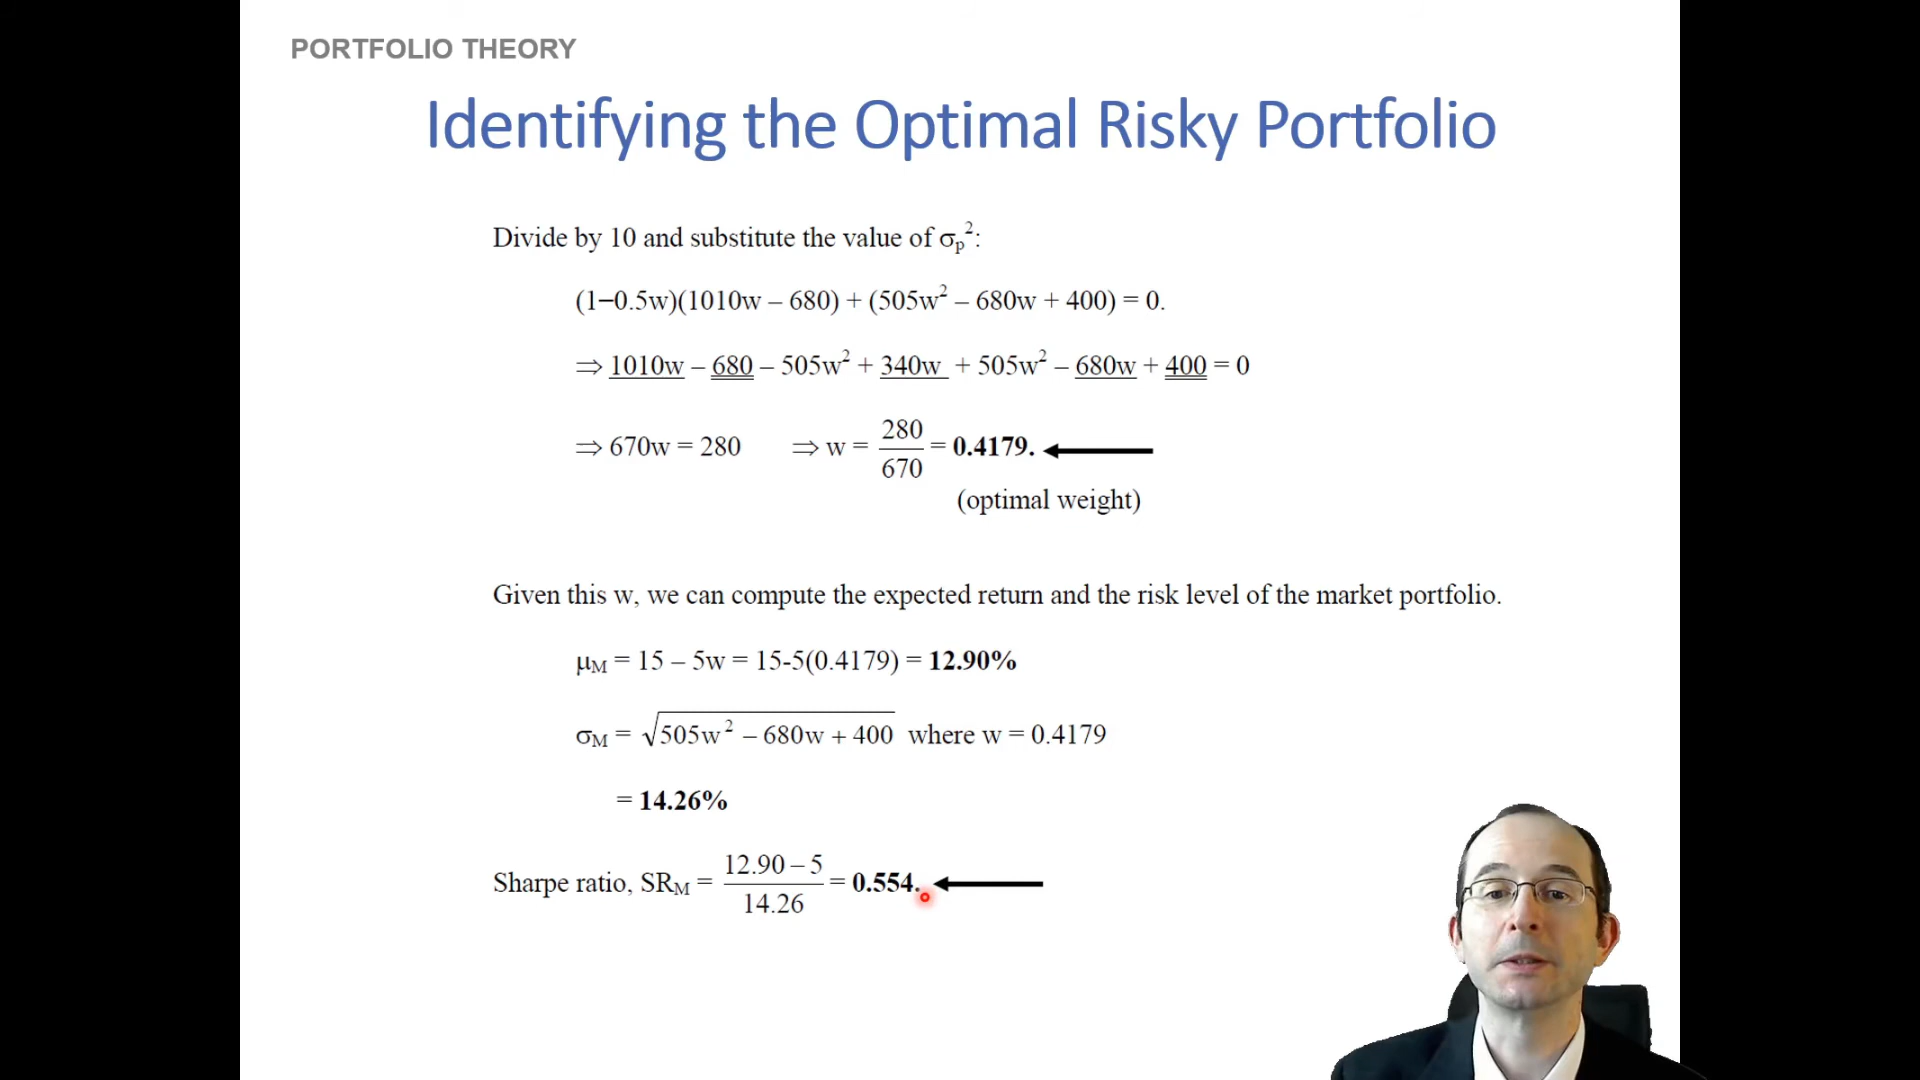 PORTFOLIO THEORY
Identifying the Optimal Risky Portfolio
Divide by 10 and substitute the value of σₚ²:
(1−0.5w)(1010w – 680) + (505w² – 680w + 400) = 0.
⇒ 1010w – 680 – 505w² + 340w + 505w² – 680w + 400 = 0
⇒ 670w = 280 ⇒ w = 280/670 = 0.4179.
(optimal weight)
Given this w, we can compute the expected return and the risk level of the market portfolio.
μM = 15 – 5w = 15-5(0.4179) = 12.90%
σM = √(505w² – 680w + 400) where w = 0.4179
= 14.26%
Sharpe ratio, SRM = (12.90 – 5)/14.26 = 0.554.